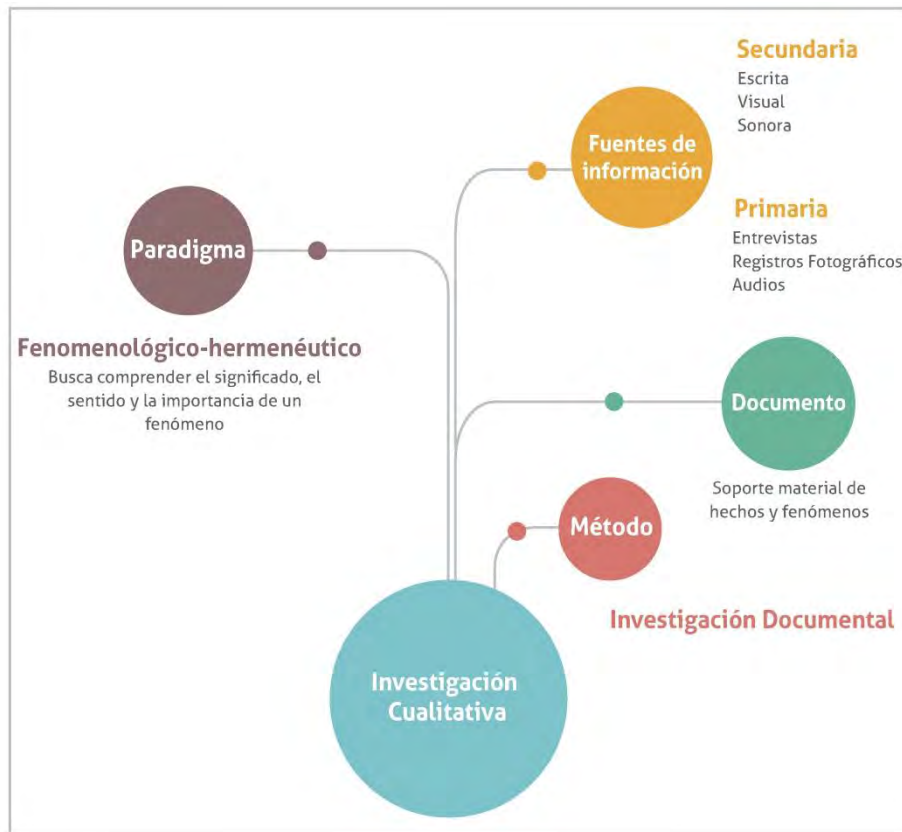 Secundaria
Escrita
Visual
Sonora
Fuentes de
información
Primaria
Entrevistas
Registros Fotográficos
Audios
Paradigma
Fenomenológico-hermenéutico
Busca comprender el significado, el
sentido y la importancia de un
fenómeno
Documento
Soporte material de
hechos y fenómenos
Método
Investigación Documental
Investigación
Cualitativa